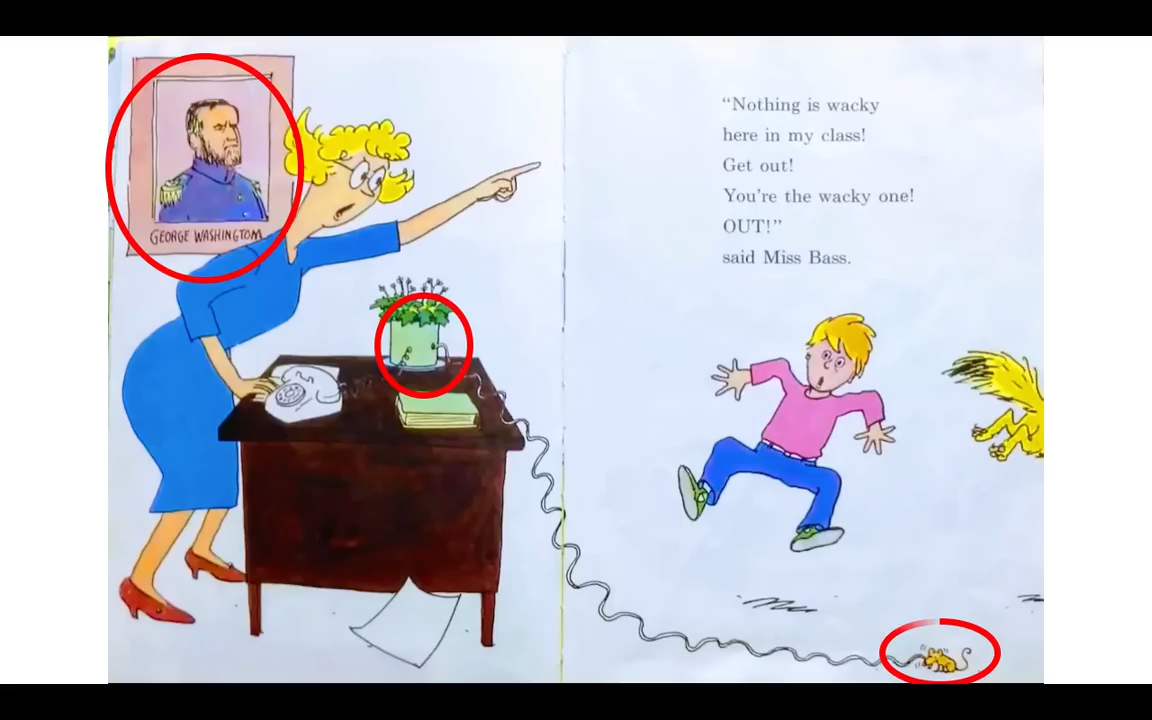 GEORGE WASHINGTON
“Nothing is wacky
here in my class!
Get out!
You’re the wacky one!
OUT!”
said Miss Bass.